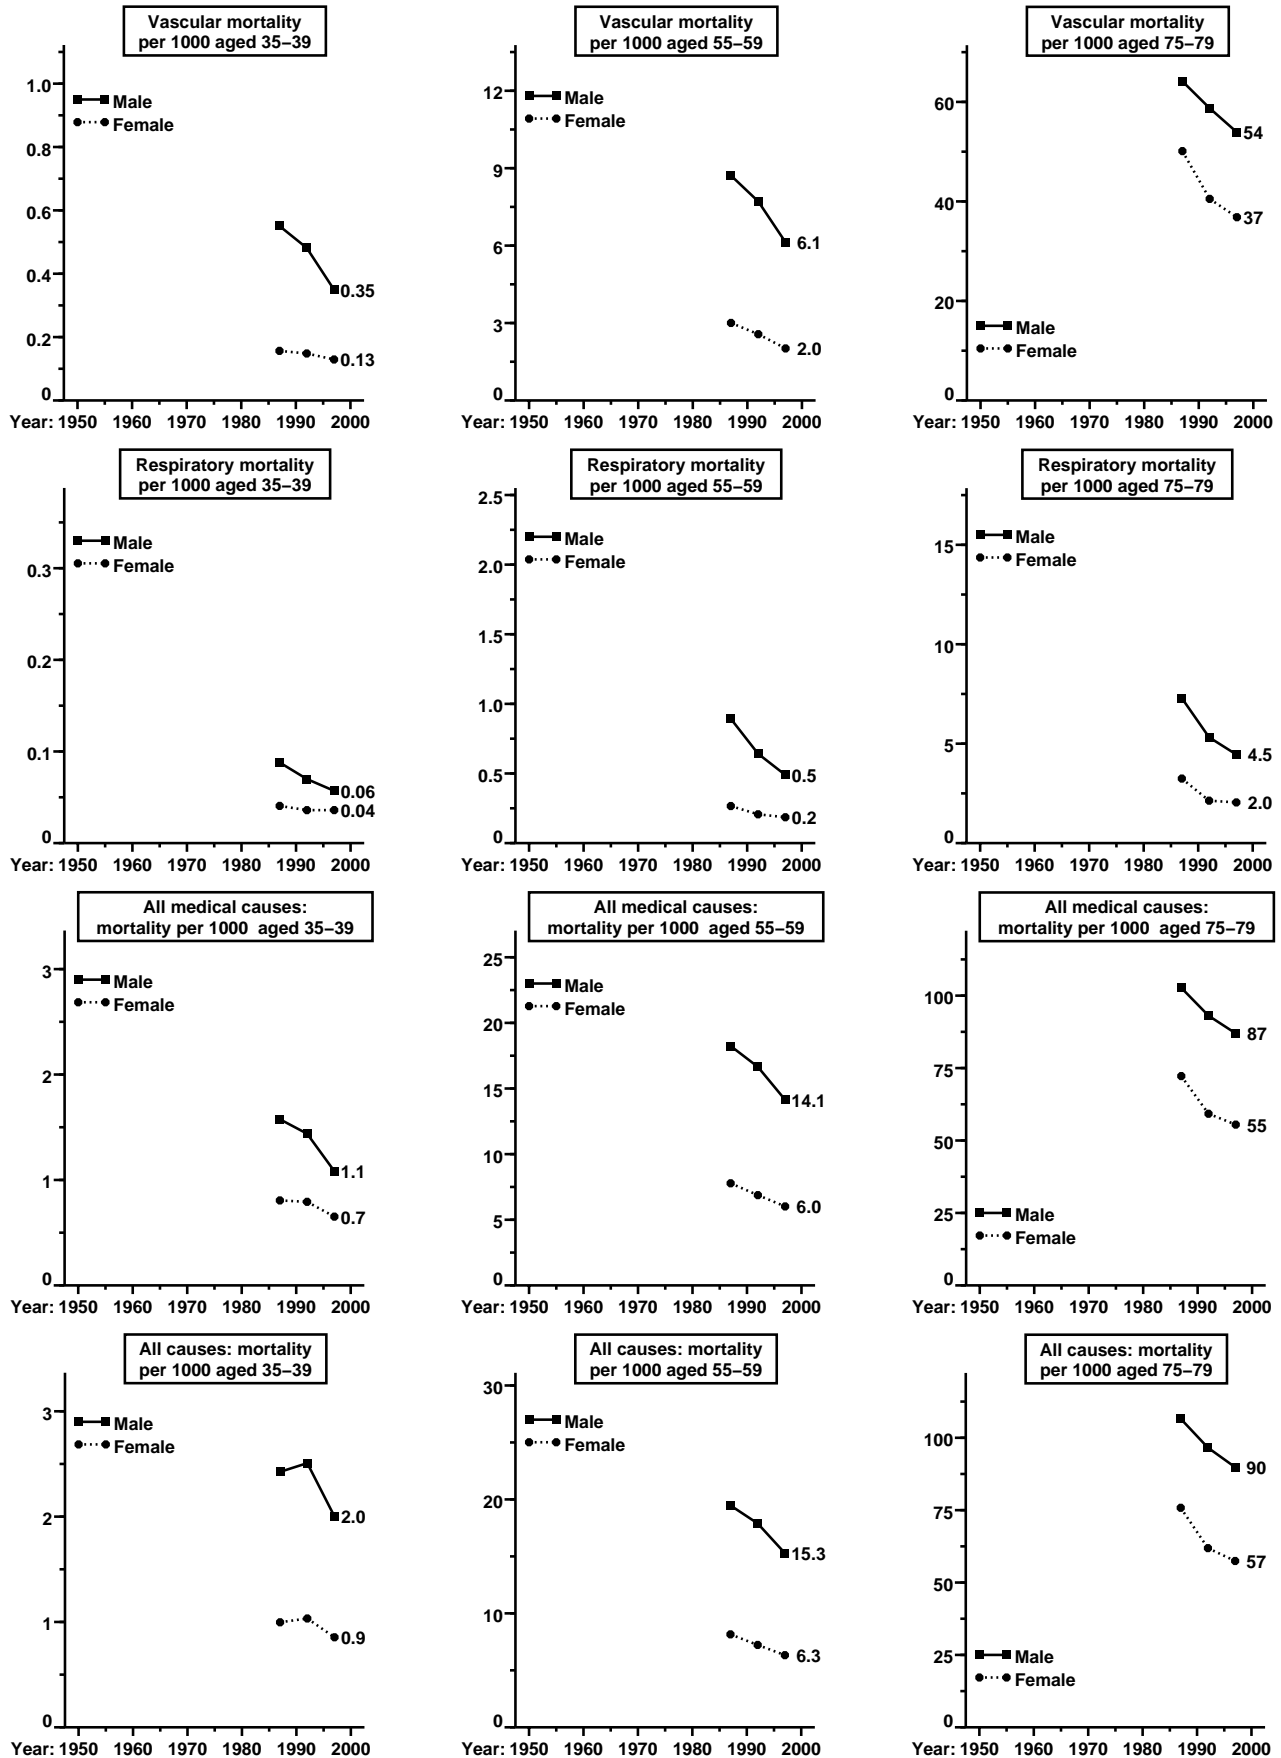 Vascular mortality
per 1000 aged 35–39
1.0
0.8
0.6
0.4
0.2
0
Male
Female
0.35
0.13
Year: 1950 1960 1970 1980 1990 2000
Vascular mortality
per 1000 aged 55–59
12
9
6
3
0
Male
Female
6.1
2.0
Year: 1950 1960 1970 1980 1990 2000
Vascular mortality
per 1000 aged 75–79
60
40
20
0
54
37
Male
Female
Year: 1950 1960 1970 1980 1990 2000
Respiratory mortality
per 1000 aged 35–39
0.3
0.2
0.1
0
Male
Female
0.06
0.04
Year: 1950 1960 1970 1980 1990 2000
Respiratory mortality
per 1000 aged 55–59
2.5
2.0
1.5
1.0
0.5
0
Male
Female
0.5
0.2
Year: 1950 1960 1970 1980 1990 2000
Respiratory mortality
per 1000 aged 75–79
15
10
5
0
Male
Female
4.5
2.0
Year: 1950 1960 1970 1980 1990 2000
All medical causes:
mortality per 1000 aged 35–39
3
2
1
0
Male
Female
1.1
0.7
Year: 1950 1960 1970 1980 1990 2000
All medical causes:
mortality per 1000 aged 55–59
25
20
15
10
5
0
Male
Female
14.1
6.0
Year: 1950 1960 1970 1980 1990 2000
All medical causes:
mortality per 1000 aged 75–79
100
75
50
25
0
87
55
Male
Female
Year: 1950 1960 1970 1980 1990 2000
All causes: mortality
per 1000 aged 35–39
3
2
1
0
Male
Female
2.0
0.9
Year: 1950 1960 1970 1980 1990 2000
All causes: mortality
per 1000 aged 55–59
30
20
10
0
Male
Female
15.3
6.3
Year: 1950 1960 1970 1980 1990 2000
All causes: mortality
per 1000 aged 75–79
100
75
50
25
0
90
57
Male
Female
Year: 1950 1960 1970 1980 1990 2000